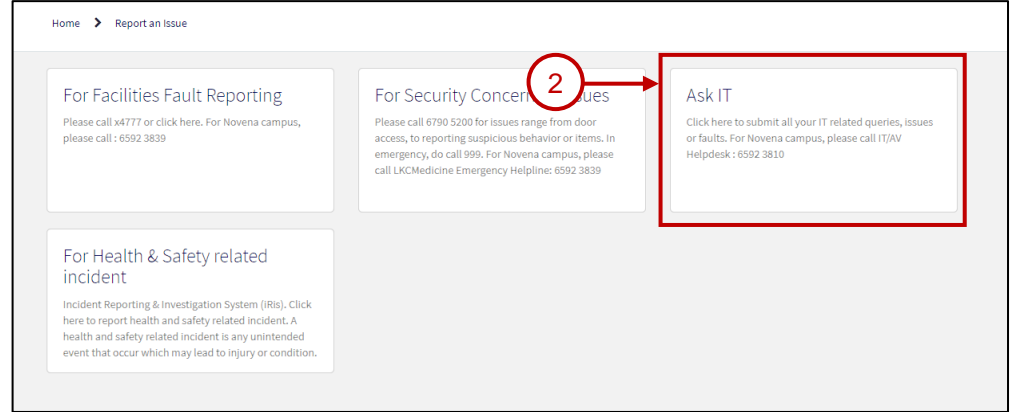 Home > Report an Issue
For Facilities Fault Reporting
Please call x4777 or click here. For Novena campus,
please call : 6592 3839
For Security Concern
2
ues
Please call 6790 5200 for issues range from door
access, to reporting suspicious behavior or items. In
emergency, do call 999. For Novena campus, please
call LKCMedicine Emergency Helpline: 6592 3839
Ask IT
Click here to submit all your IT related queries, issues
or faults. For Novena campus, please call IT/AV
Helpdesk : 6592 3810
For Health & Safety related
incident
Incident Reporting & Investigation System (iRis). Click
here to report health and safety related incident. A
health and safety related incident is any unintended
event that occur which may lead to injury or condition.